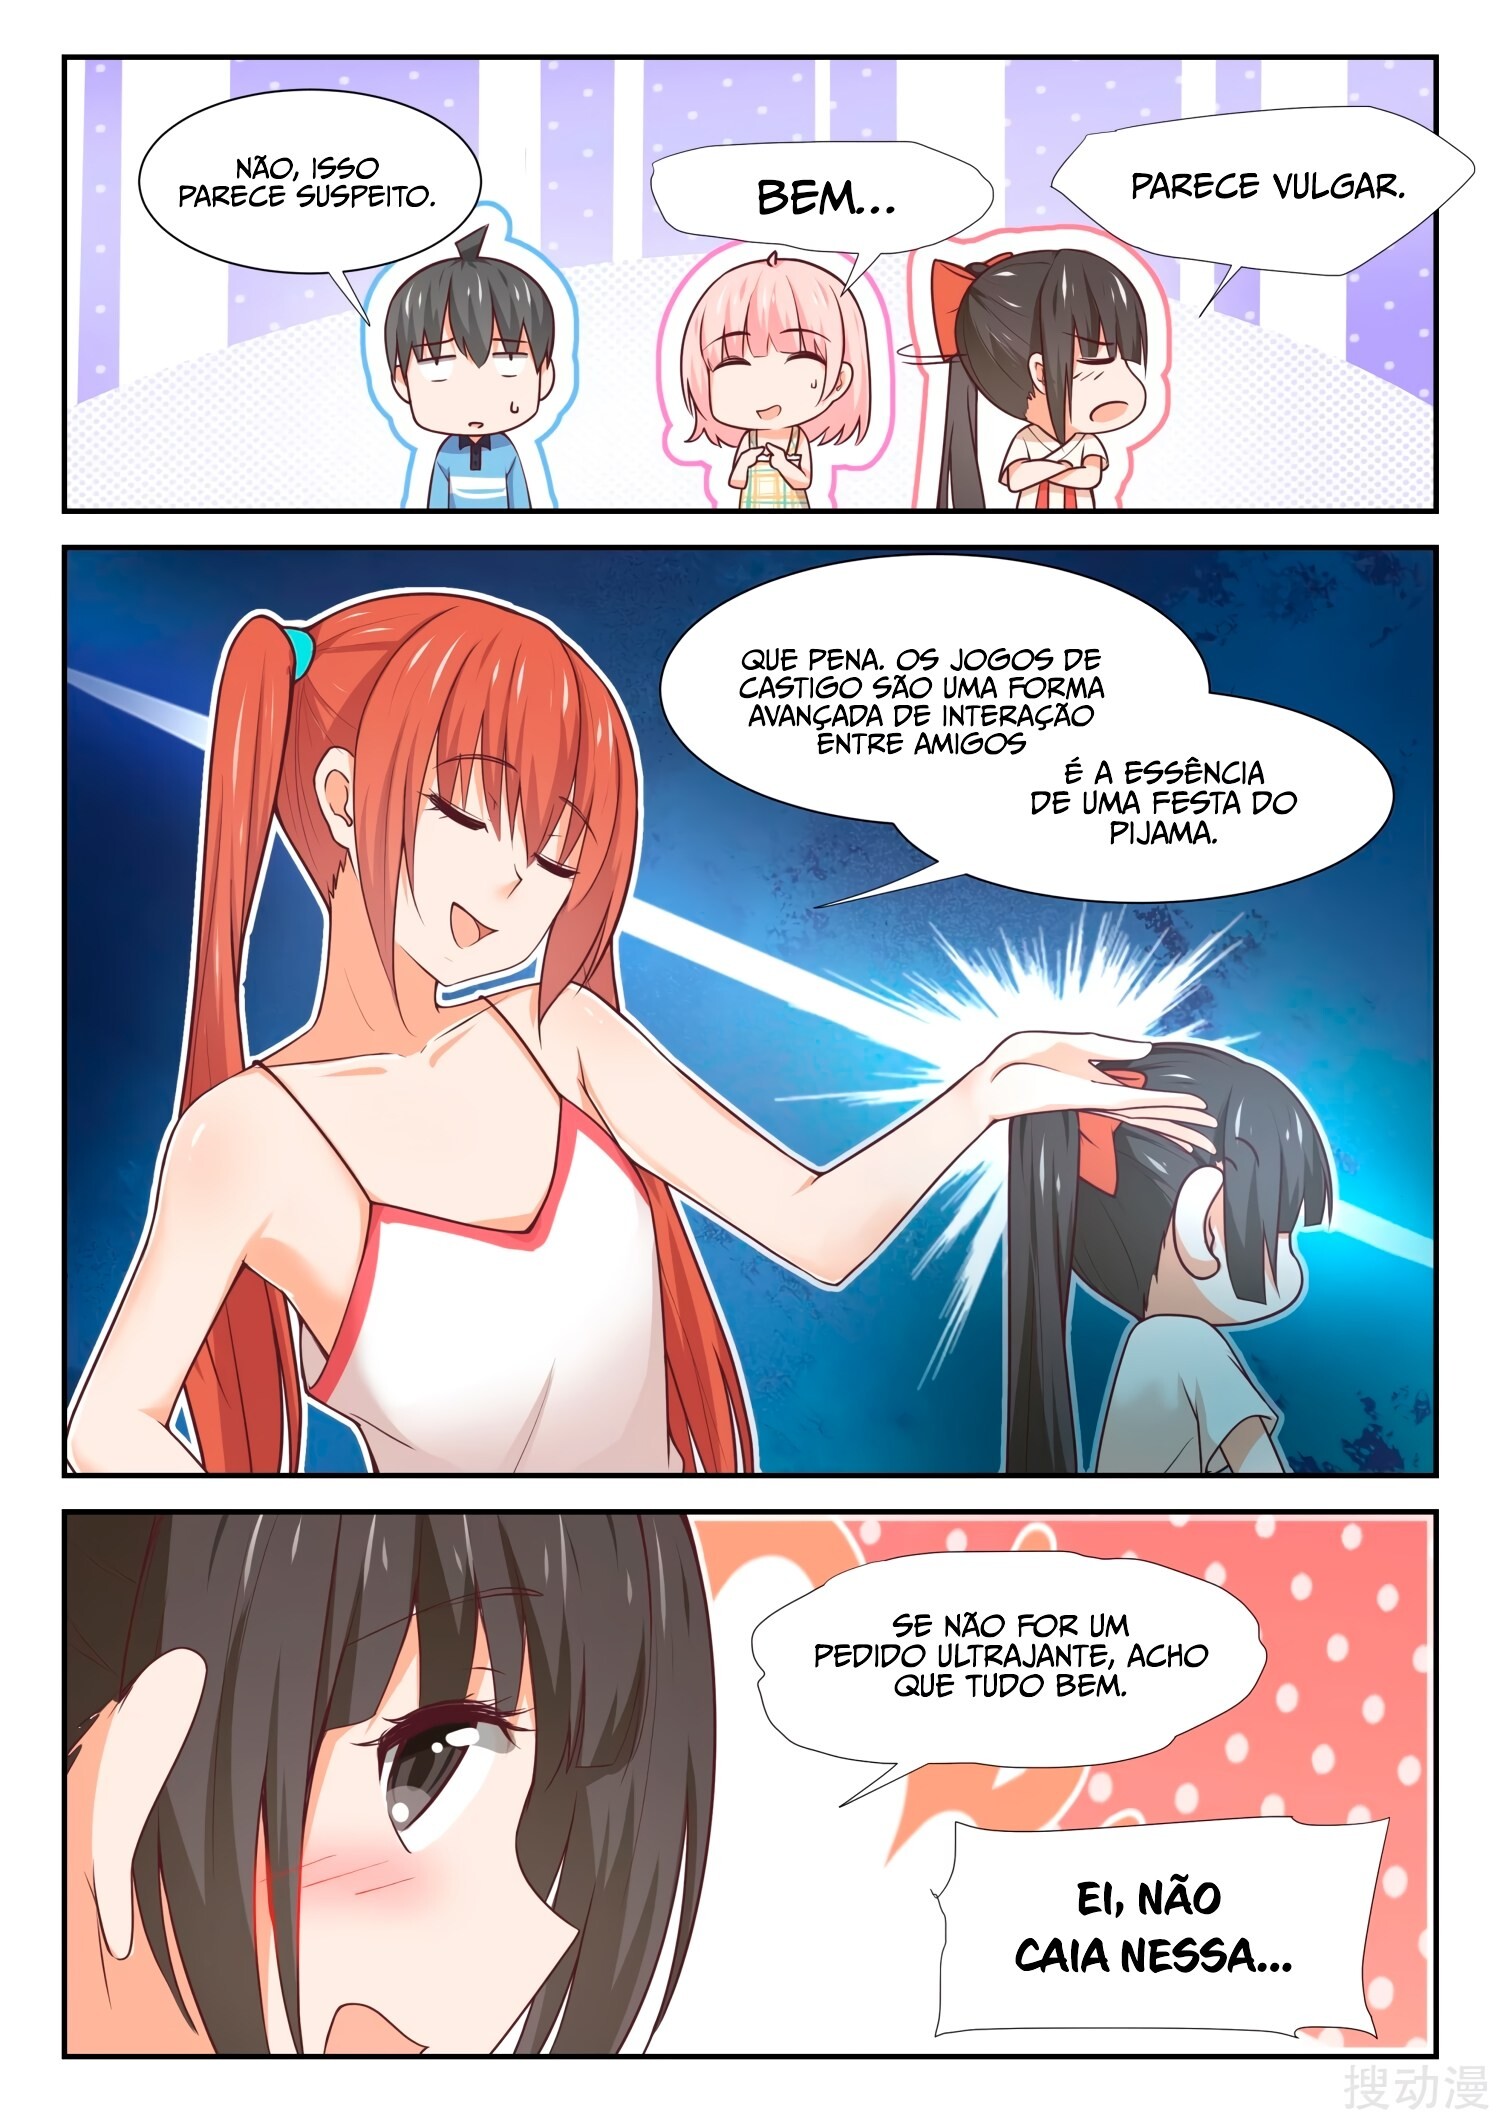 NÃO, ISSO
PARECE SUSPEITO.
BEM...
PARECE VULGAR.
QUE PENA. OS JOGOS DE
CASTIGO SÃO UMA FORMA
AVANÇADA DE INTERAÇÃO
ENTRE AMIGOS
É A ESSÊNCIA
DE UMA FESTA DO
PIJAMA.
SE NÃO FOR UM
PEDIDO ULTRAJANTE, ACHO
QUE TUDO BEM.
EI, NÃO
CAIA NESSA...
搜动漫